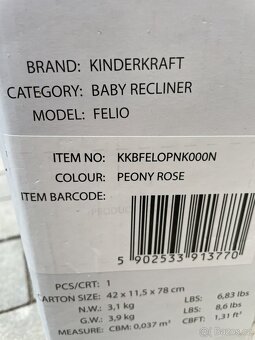 BRAND: KINDERKRAFT
CATEGORY: BABY RECLINER
MODEL: FELIO
ITEM NO: KKBFELOPNK000N
COLOUR: PEONY ROSE
ITEM BARCODE:
PRODUC
5 902533 913770
PCS/CRT: 1
ARTON SIZE: 42 x 11,5 x 78 cm
N.W.: 3,1 kg LBS: 6,83 lbs
G.W.: 3,9 kg LBS: 8,6 lbs
MEASURE: CBM: 0,037 m³ CBFT: 1,31 ft³